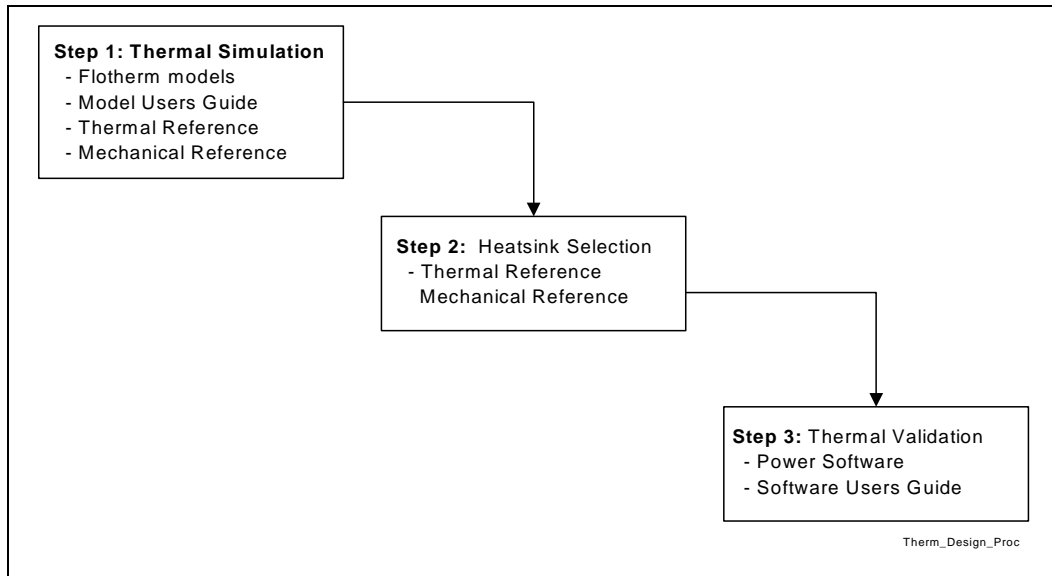 Step 1: Thermal Simulation
- Flotherm models
- Model Users Guide
- Thermal Reference
- Mechanical Reference
Step 2: Heatsink Selection
- Thermal Reference
Mechanical Reference
Step 3: Thermal Validation
- Power Software
- Software Users Guide
Therm_Design_Proc